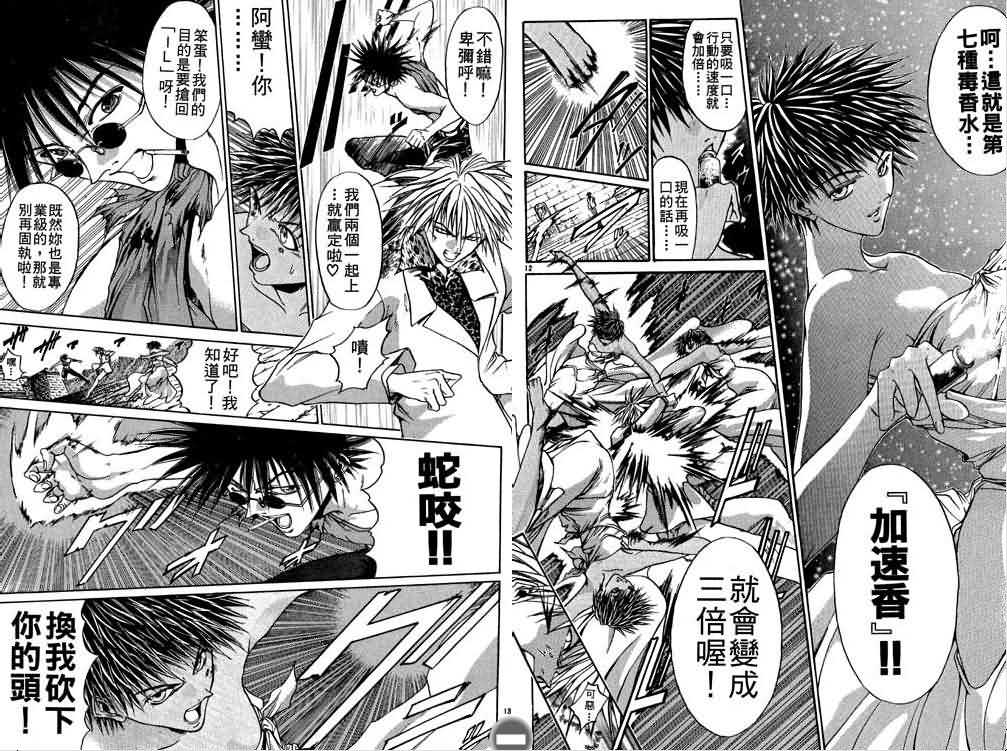 呵…這就是第
七種毒香水…
『加速香』!!
只要吸一口…
行動的速度就
會加倍……
現在再吸一
口的話……
12
就會變成
三倍喔！
可惡…
不錯嘛！
卑彌呼！
我們兩個一起上
…就贏定啦♡
嘖！
阿蠻！你
……
笨蛋！我們的
目的是要搶回
「IL」呀！
既然妳也是專
業級的，那就
別再固執啦！
好吧！我
知道了！
嘿…
蛇咬!!
換我砍下
你的頭！
13